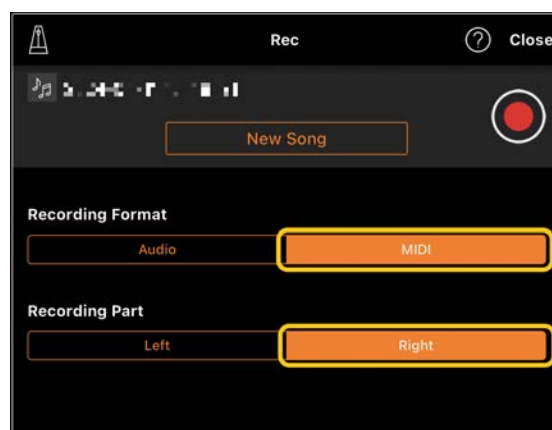 Rec
? Close
New Song
Recording Format
Audio MIDI
Recording Part
Left Right